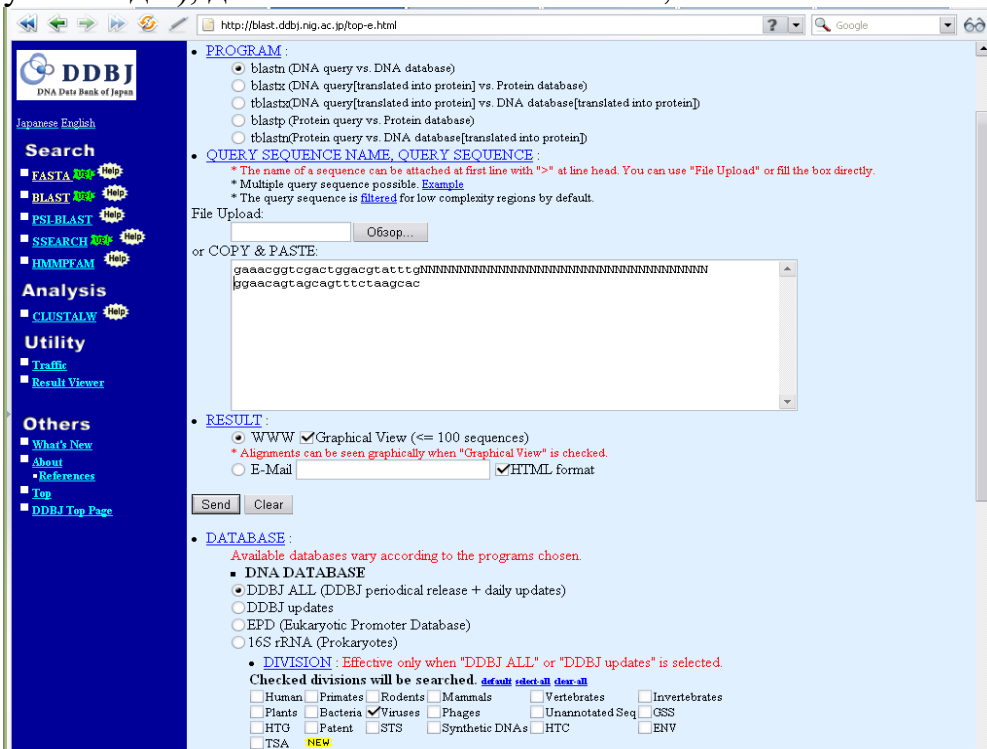 http://blast.ddbj.nig.ac.jp/top-e.html
?
Google
DDBJ
DNA Data Bank of Japan
Japanese English
Search
FASTA Help
BLAST Help
PSI-BLAST Help
SSEARCH Help
HMMPFAM Help
Analysis
CLUSTALW Help
Utility
Traffic
Result Viewer
Others
What's New
About
References
Top
DDBJ Top Page
PROGRAM :
blastn (DNA query vs. DNA database)
blastx (DNA query[translated into protein] vs. Protein database)
tblastx(DNA query[translated into protein] vs. DNA database[translated into protein])
blastp (Protein query vs. Protein database)
tblastn(Protein query vs. DNA database[translated into protein])
QUERY SEQUENCE NAME, QUERY SEQUENCE :
* The name of a sequence can be attached at first line with ">" at line head. You can use "File Upload" or fill the box directly.
* Multiple query sequence possible. Example
* The query sequence is filtered for low complexity regions by default.
File Upload:
Обзор...
or COPY & PASTE:
gaaacggtcgactggacgtatttgNNNNNNNNNNNNNNNNNNNNNNNNNNNNNNNNNNNNN
ggaacagtagcagtttctaagcac
RESULT :
WWW Graphical View (<= 100 sequences)
* Alignments can be seen graphically when "Graphical View" is checked.
E-Mail HTML format
Send Clear
DATABASE :
Available databases vary according to the programs chosen.
DNA DATABASE
DDBJ ALL (DDBJ periodical release + daily updates)
DDBJ updates
EPD (Eukaryotic Promoter Database)
16S rRNA (Prokaryotes)
DIVISION : Effective only when "DDBJ ALL" or "DDBJ updates" is selected.
Checked divisions will be searched. default select-all clear-all
Human Primates Rodents Mammals Vertebrates Invertebrates
Plants Bacteria Viruses Phages Unannotated Seq GSS
HTG Patent STS Synthetic DNAs HTC ENV
TSA NEW